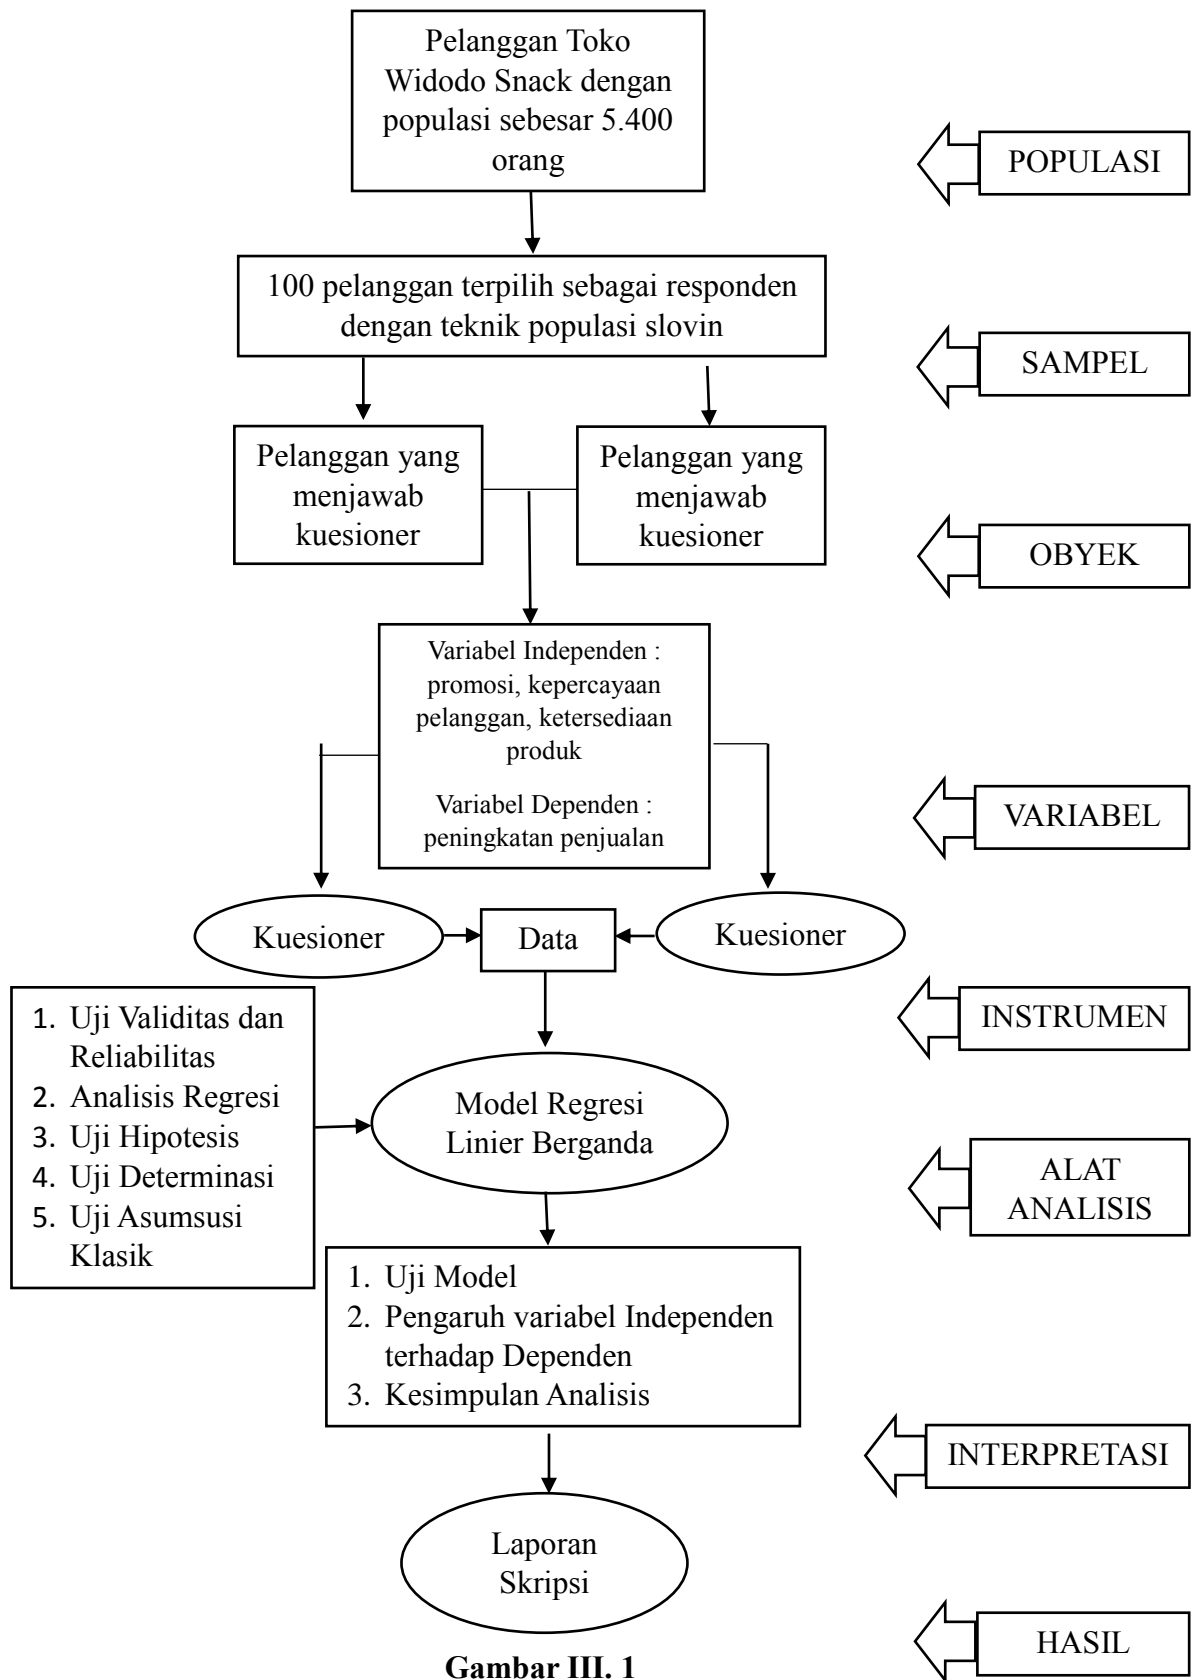 Pelanggan Toko
Widodo Snack dengan
populasi sebesar 5.400
orang
POPULASI
100 pelanggan terpilih sebagai responden
dengan teknik populasi slovin
SAMPEL
Pelanggan yang
menjawab
kuesioner
Pelanggan yang
menjawab
kuesioner
OBYEK
Variabel Independen :
promosi, kepercayaan
pelanggan, ketersediaan
produk
Variabel Dependen :
peningkatan penjualan
VARIABEL
Kuesioner
Data
Kuesioner
INSTRUMEN
1. Uji Validitas dan
Reliabilitas
2. Analisis Regresi
3. Uji Hipotesis
4. Uji Determinasi
5. Uji Asumsusi
Klasik
Model Regresi
Linier Berganda
ALAT
ANALISIS
1. Uji Model
2. Pengaruh variabel Independen
terhadap Dependen
3. Kesimpulan Analisis
INTERPRETASI
Laporan
Skripsi
HASIL
Gambar III. 1